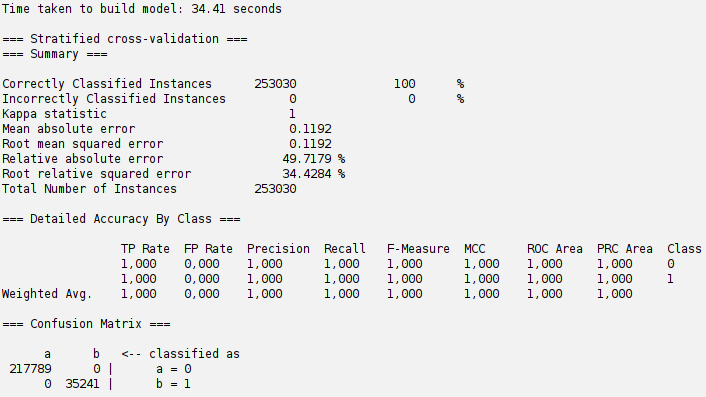 Time taken to build model: 34.41 seconds
=== Stratified cross-validation ===
=== Summary ===
Correctly Classified Instances 253030 100 %
Incorrectly Classified Instances 0 0 %
Kappa statistic 1
Mean absolute error 0.1192
Root mean squared error 0.1192
Relative absolute error 49.7179 %
Root relative squared error 34.4284 %
Total Number of Instances 253030
=== Detailed Accuracy By Class ===
TP Rate FP Rate Precision Recall F-Measure MCC ROC Area PRC Area Class
1,000 0,000 1,000 1,000 1,000 1,000 1,000 1,000 0
1,000 0,000 1,000 1,000 1,000 1,000 1,000 1,000 1
Weighted Avg. 1,000 0,000 1,000 1,000 1,000 1,000 1,000 1,000
=== Confusion Matrix ===
a b <-- classified as
217789 0 | a = 0
0 35241 | b = 1